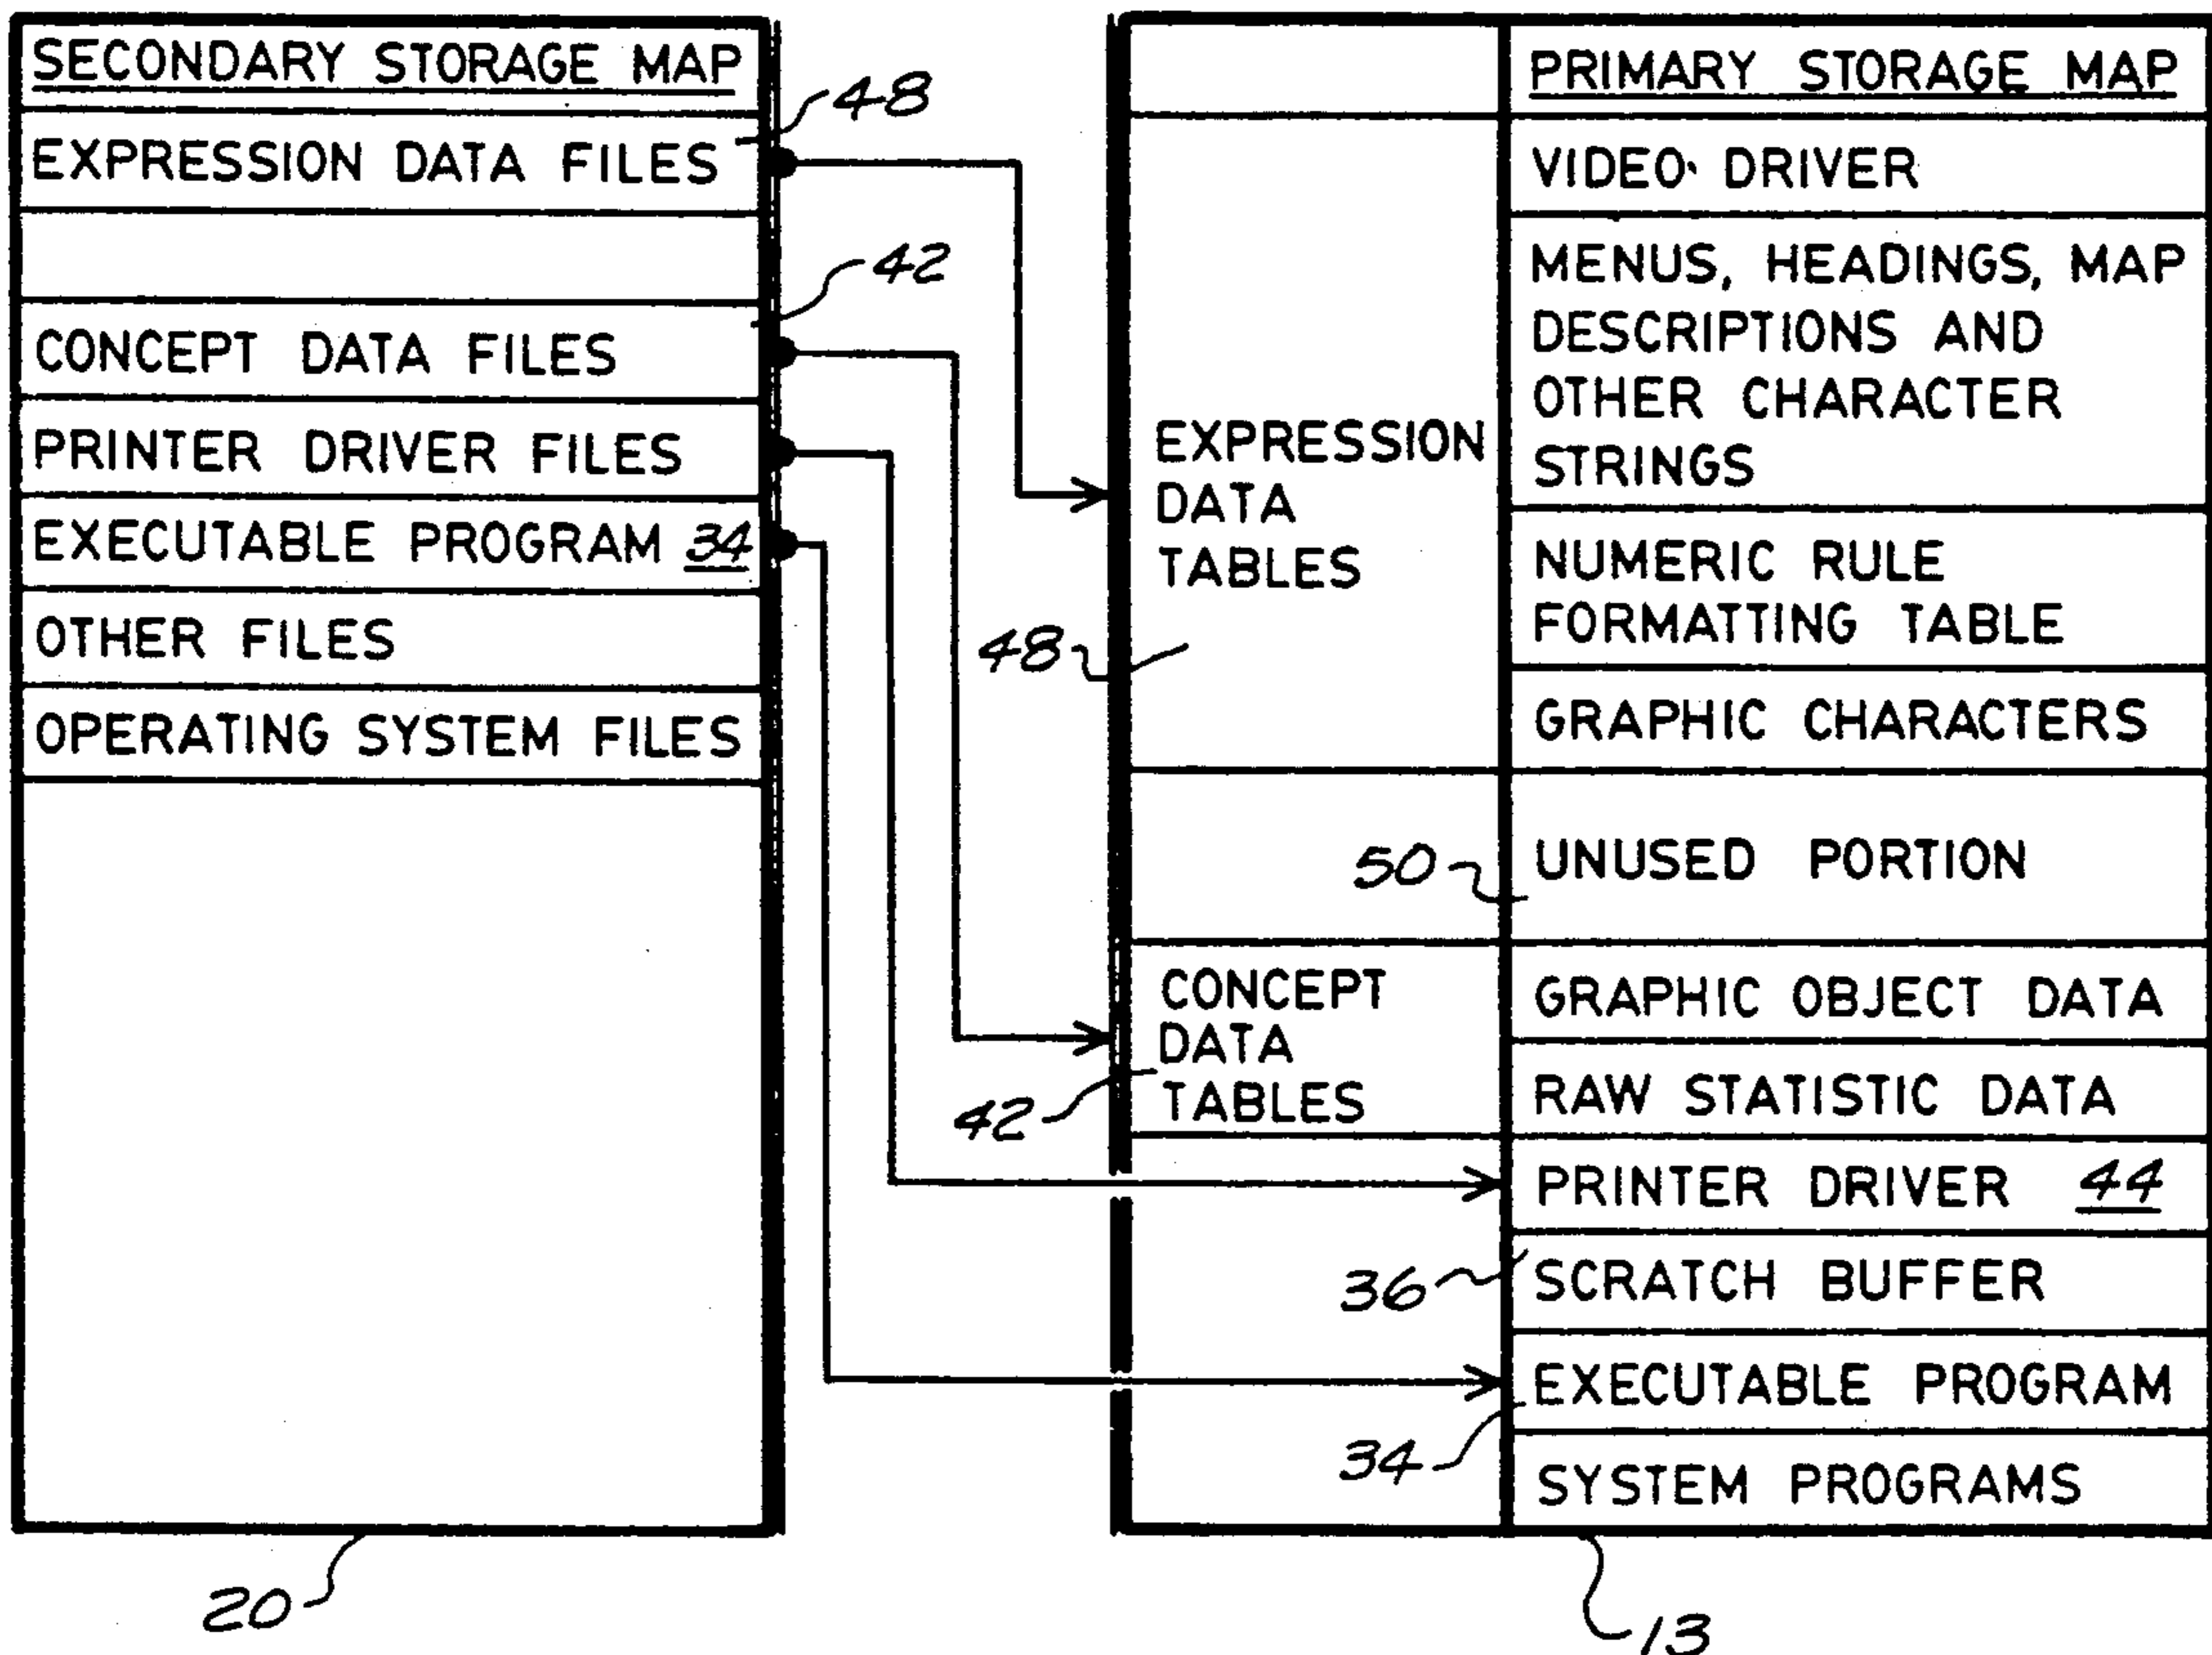 SECONDARY STORAGE MAP
48
EXPRESSION DATA FILES
42
CONCEPT DATA FILES
PRINTER DRIVER FILES
EXECUTABLE PROGRAM 34
OTHER FILES
OPERATING SYSTEM FILES
20
PRIMARY STORAGE MAP
EXPRESSION
DATA
TABLES
48
CONCEPT
DATA
TABLES
42
VIDEO DRIVER
MENUS, HEADINGS, MAP
DESCRIPTIONS AND
OTHER CHARACTER
STRINGS
NUMERIC RULE
FORMATTING TABLE
GRAPHIC CHARACTERS
50
UNUSED PORTION
GRAPHIC OBJECT DATA
RAW STATISTIC DATA
PRINTER DRIVER 44
36
SCRATCH BUFFER
EXECUTABLE PROGRAM
34
SYSTEM PROGRAMS
13